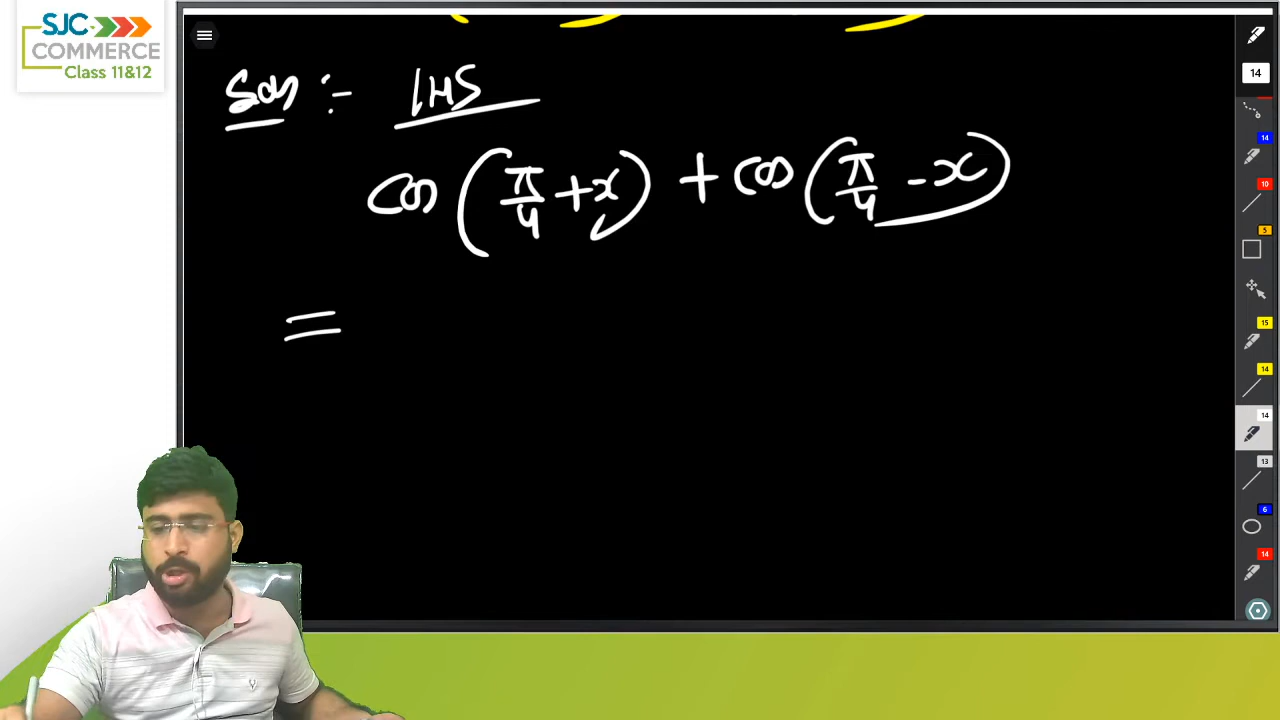 SJC
COMMERCE
Class 11&12
Soln :- LHS
cos (π/4 + x) + cos (π/4 - x)
=
14
14
10
5
15
14
14
13
6
14